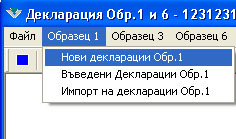 Декларация Обр.1 и 6 - 1231231
Файл Образец 1 Образец 3 Образец 6
Нови декларации Обр.1
Въведени Декларации Обр.1
Импорт на декларации Обр.1